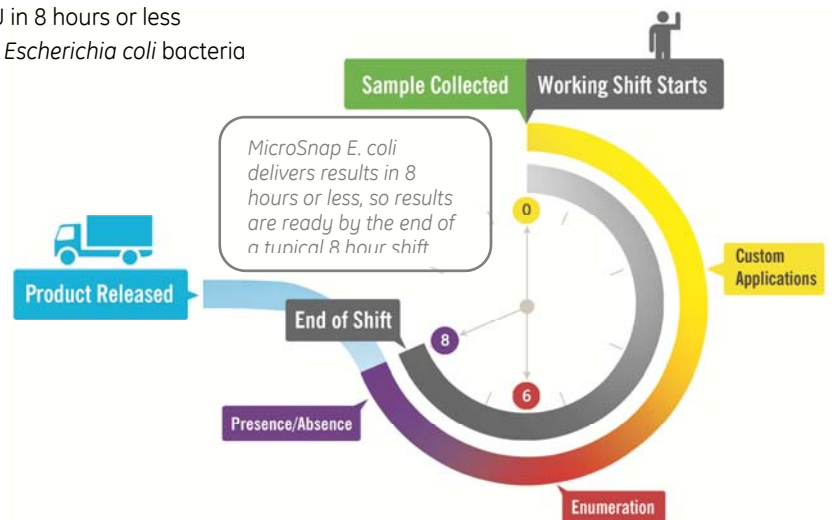 in 8 hours or less
Escherichia coli bacteria
Sample Collected
Working Shift Starts
MicroSnap E. coli
delivers results in 8
hours or less, so results
are ready by the end of
a typical 8 hour shift
0
Custom
Applications
Product Released
End of Shift
8
6
Presence/Absence
Enumeration